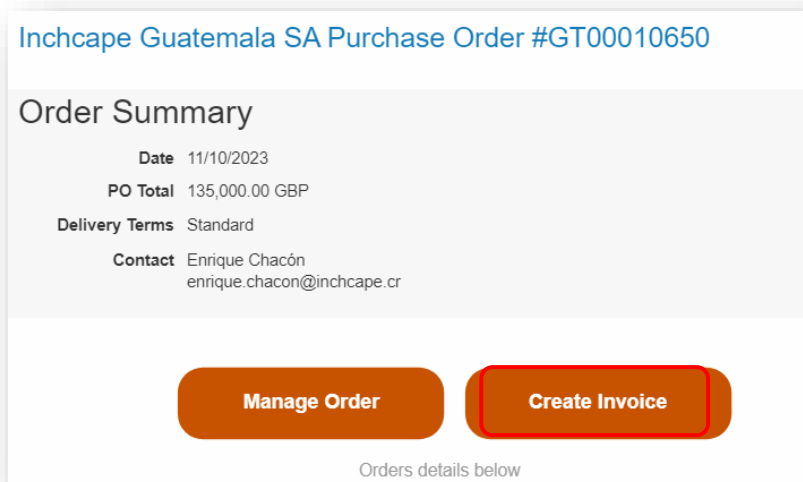 Inchcape Guatemala SA Purchase Order #GT00010650
Order Summary
Date 11/10/2023
PO Total 135,000.00 GBP
Delivery Terms Standard
Contact Enrique Chacón
enrique.chacon@inchcape.cr
Manage Order
Create Invoice
Orders details below